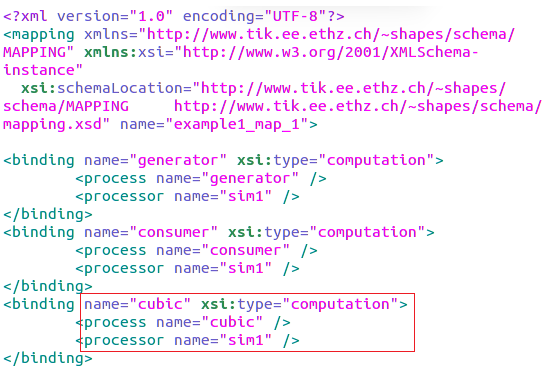 <?xml version="1.0" encoding="UTF-8"?>
<mapping xmlns="http://www.tik.ee.ethz.ch/~shapes/schema/
MAPPING" xmlns:xsi="http://www.w3.org/2001/XMLSchema-
instance"
  xsi:schemaLocation="http://www.tik.ee.ethz.ch/~shapes/
schema/MAPPING    http://www.tik.ee.ethz.ch/~shapes/schema/
mapping.xsd" name="example1_map_1">

<binding name="generator" xsi:type="computation">
        <process name="generator" />
        <processor name="sim1" />
</binding>
<binding name="consumer" xsi:type="computation">
        <process name="consumer" />
        <processor name="sim1" />
</binding>
<binding name="cubic" xsi:type="computation">
        <process name="cubic" />
        <processor name="sim1" />
</binding>